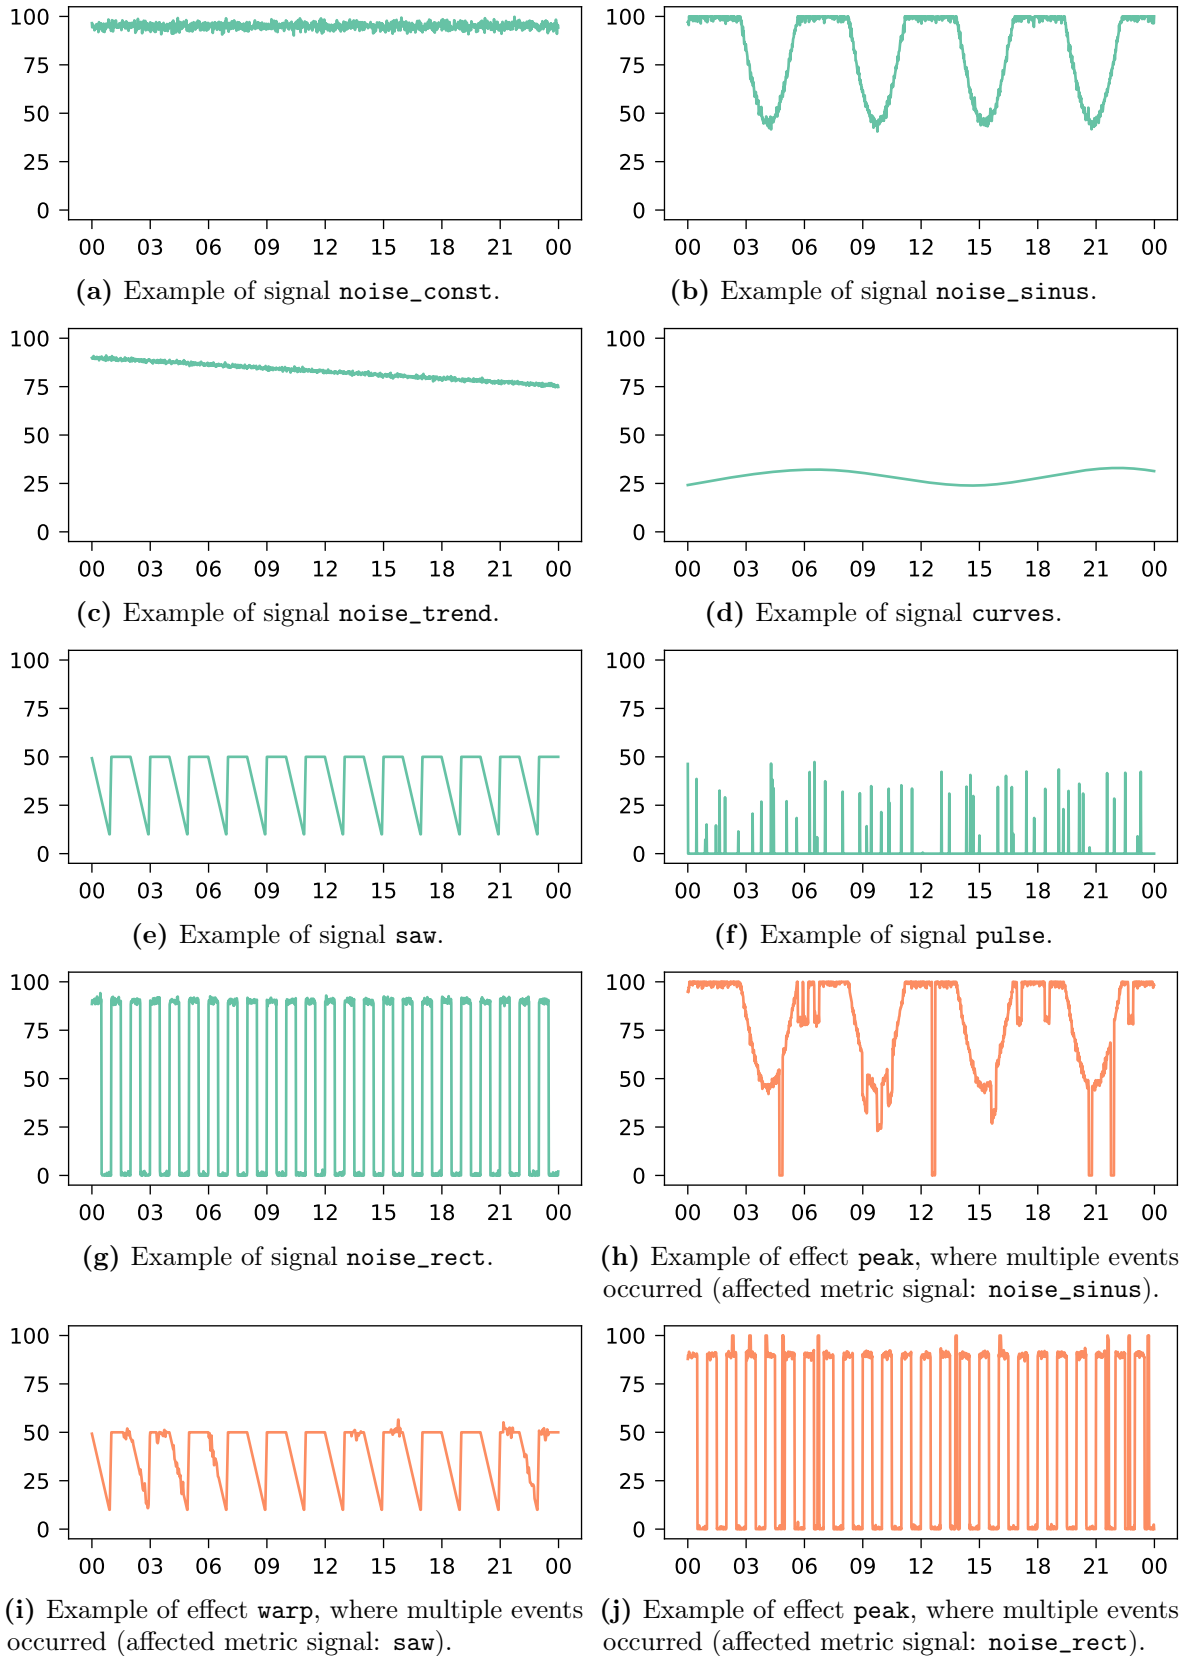 100
75
50
25
0
00 03 06 09 12 15 18 21 00
(a) Example of signal noise_const.
100
75
50
25
0
00 03 06 09 12 15 18 21 00
(b) Example of signal noise_sinus.
100
75
50
25
0
00 03 06 09 12 15 18 21 00
(c) Example of signal noise_trend.
100
75
50
25
0
00 03 06 09 12 15 18 21 00
(d) Example of signal curves.
100
75
50
25
0
00 03 06 09 12 15 18 21 00
(e) Example of signal saw.
100
75
50
25
0
00 03 06 09 12 15 18 21 00
(f) Example of signal pulse.
100
75
50
25
0
00 03 06 09 12 15 18 21 00
(g) Example of signal noise_rect.
100
75
50
25
0
00 03 06 09 12 15 18 21 00
(h) Example of effect peak, where multiple events
occurred (affected metric signal: noise_sinus).
100
75
50
25
0
00 03 06 09 12 15 18 21 00
(i) Example of effect warp, where multiple events
occurred (affected metric signal: saw).
100
75
50
25
0
00 03 06 09 12 15 18 21 00
(j) Example of effect peak, where multiple events
occurred (affected metric signal: noise_rect).